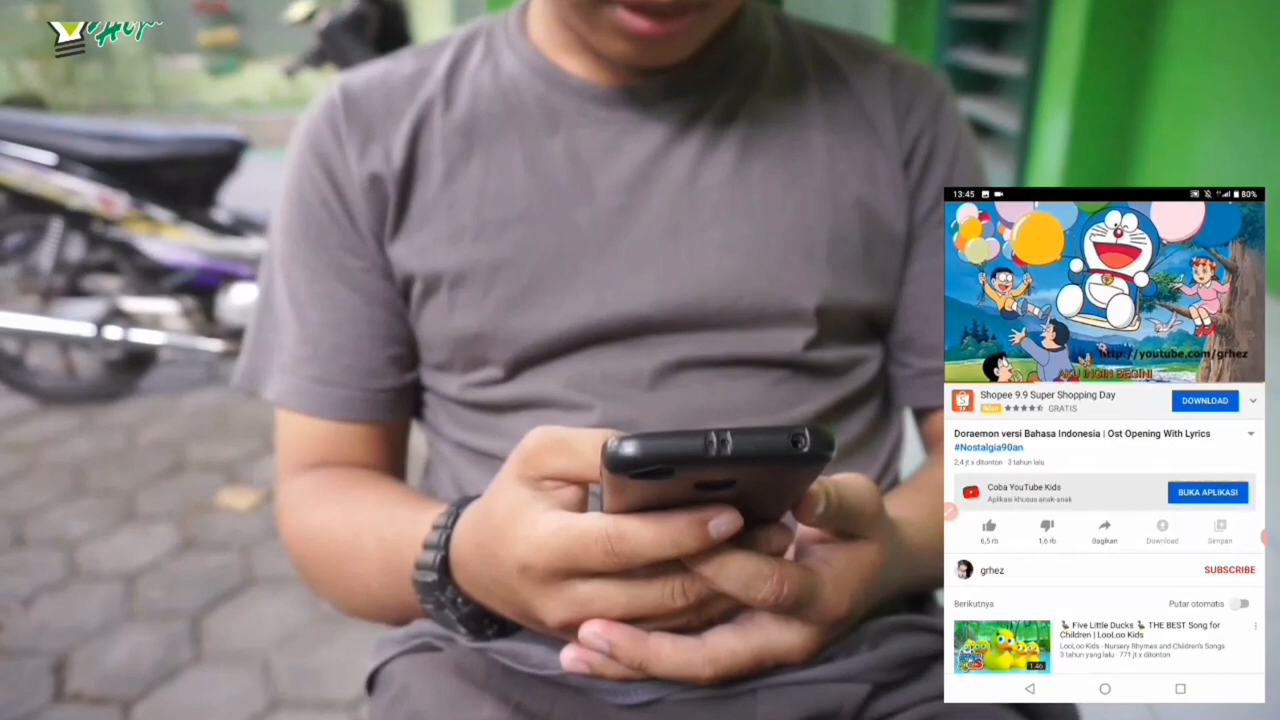 13:45
80%
http://youtube.com/grhez
AKU INGIN BEGINI
Shopee 9.9 Super Shopping Day
GRATIS
DOWNLOAD
Doraemon versi Bahasa Indonesia | Ost Opening With Lyrics
#Nostalgia90an
2,4 jt x ditonton · 3 tahun lalu
Coba YouTube Kids
Aplikasi khusus anak-anak
BUKA APLIKASI
6,5 rb
1,6 rb
Bagikan
Download
Simpan
grhez
SUBSCRIBE
Berikutnya
Putar otomatis
Five Little Ducks THE BEST Song for
Children | LooLoo Kids
LooLoo Kids - Nursery Rhymes and Children's Songs
3 tahun yang lalu · 771 jt x ditonton
1.46